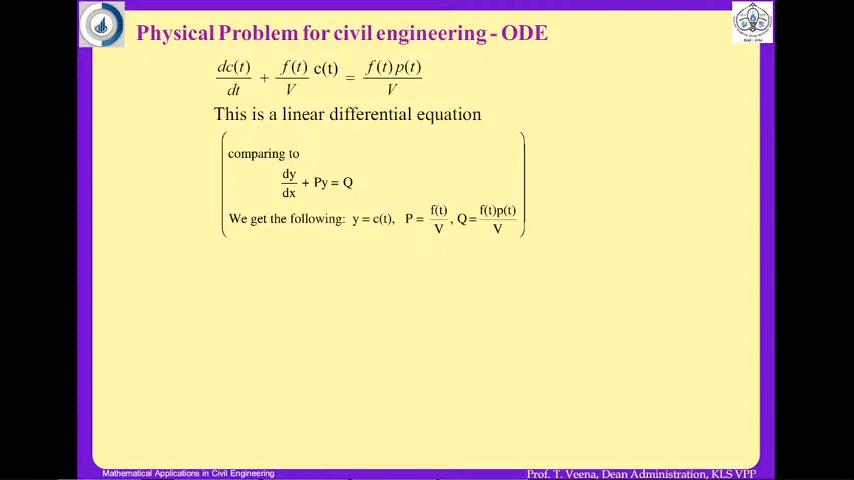 Physical Problem for civil engineering - ODE
dc(t)/dt + f(t)/V c(t) = f(t)p(t)/V
This is a linear differential equation
comparing to
dy/dx + Py = Q
We get the following: y = c(t), P = f(t)/V, Q = f(t)p(t)/V
Mathematical Applications in Civil Engineering
Prof. T. Veena, Dean Administration, KLS VPP